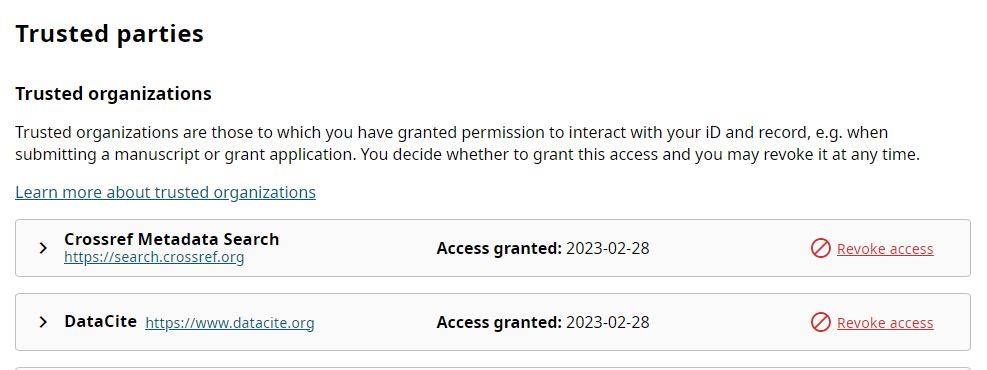 Trusted parties
Trusted organizations
Trusted organizations are those to which you have granted permission to interact with your iD and record, e.g. when
submitting a manuscript or grant application. You decide whether to grant this access and you may revoke it at any time.
Learn more about trusted organizations
Crossref Metadata Search
https://search.crossref.org
Access granted: 2023-02-28
Revoke access
DataCite https://www.datacite.org
Access granted: 2023-02-28
Revoke access